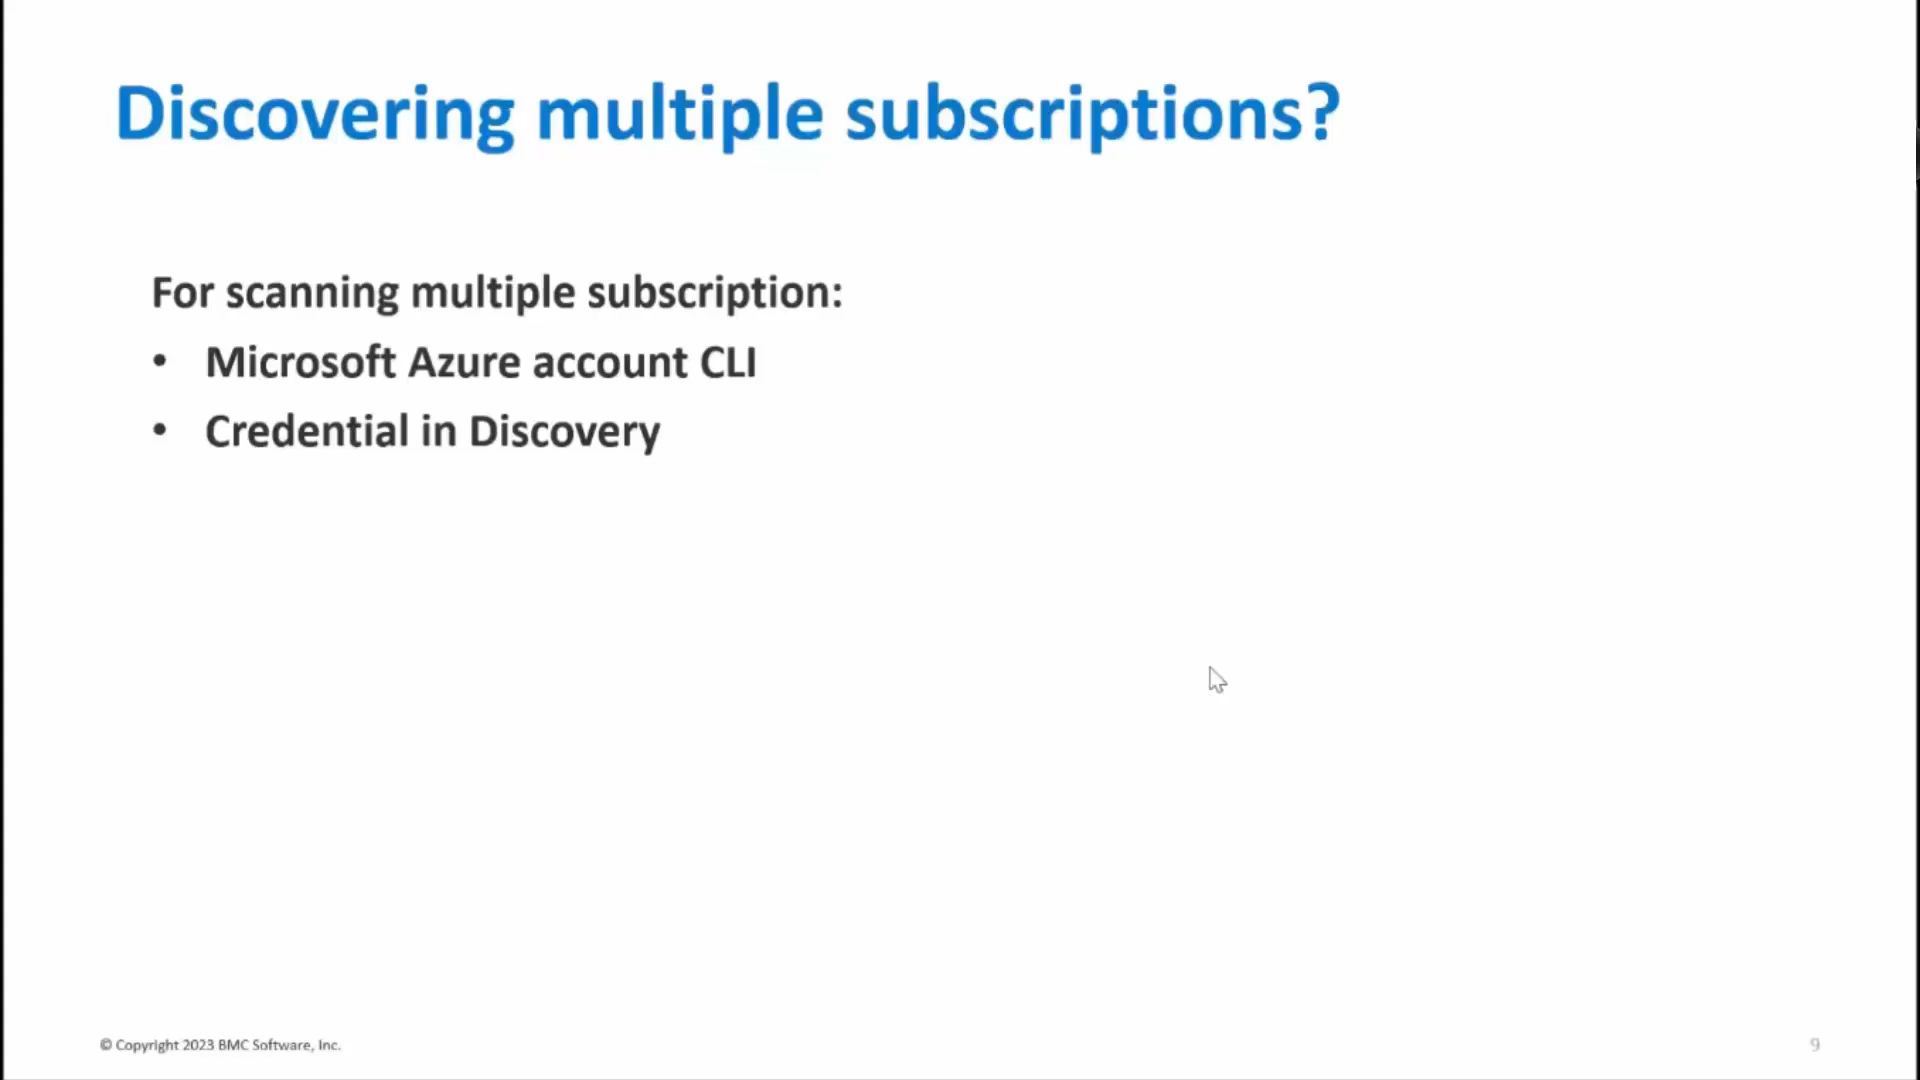 Discovering multiple subscriptions?
For scanning multiple subscription:
• Microsoft Azure account CLI
• Credential in Discovery
© Copyright 2023 BMC Software, Inc.
9